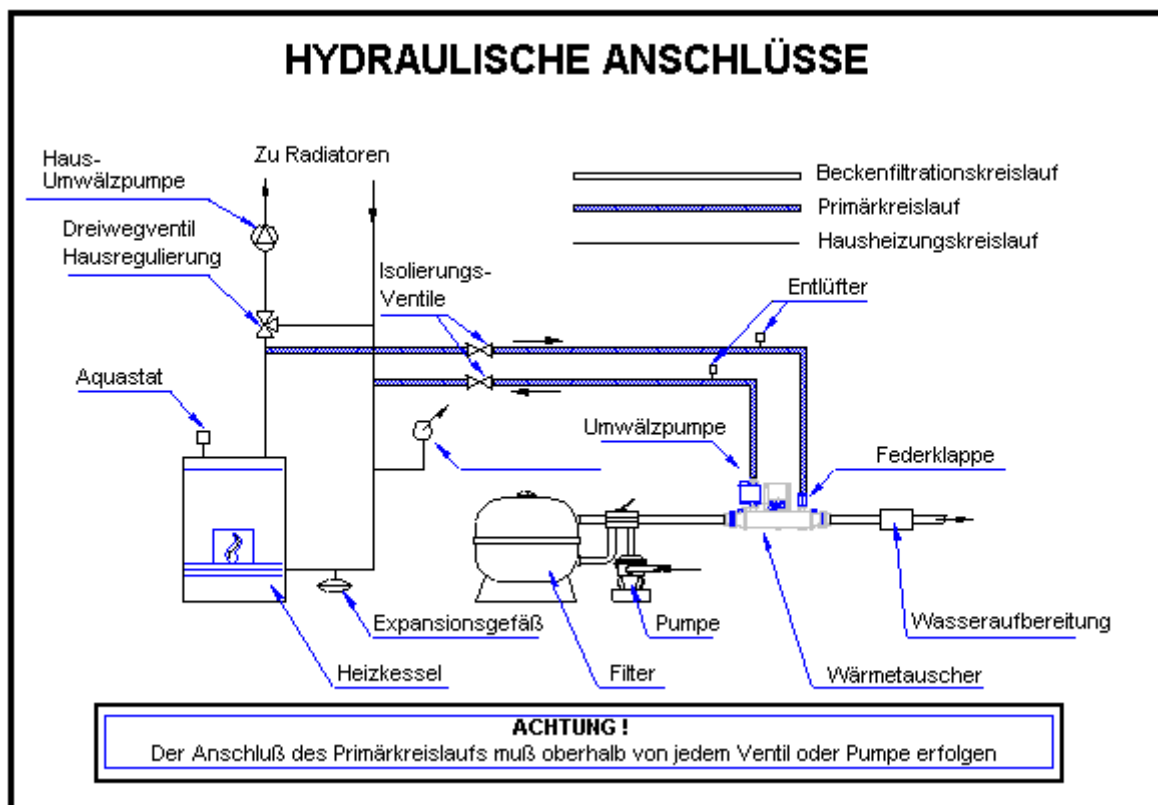 HYDRAULISCHE ANSCHLÜSSE
Haus-
Umwälzpumpe
Zu Radiatoren
Beckenfiltrationskreislauf
Primärkreislauf
Hausheizungskreislauf
Dreiwegventil
Hausregulierung
Isolierungs-
Ventile
Entlüfter
Aquastat
Umwälzpumpe
Federklappe
Expansionsgefäß
Pumpe
Wasseraufbereitung
Heizkessel
Filter
Wärmetauscher
ACHTUNG !
Der Anschluß des Primärkreislaufs muß oberhalb von jedem Ventil oder Pumpe erfolgen